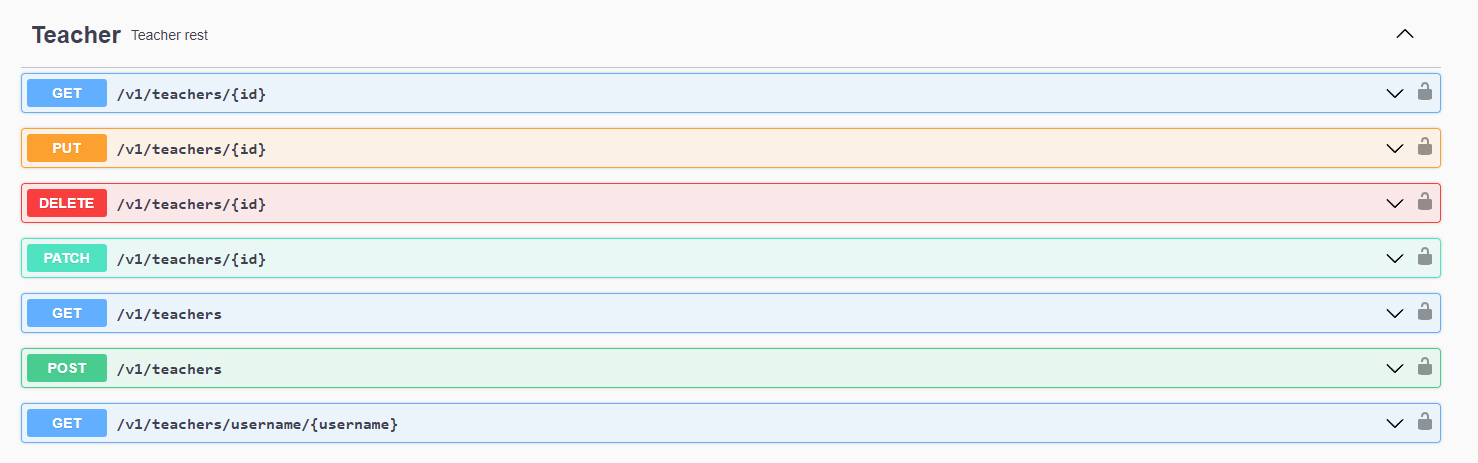 Teacher Teacher rest
GET /v1/teachers/{id}
PUT /v1/teachers/{id}
DELETE /v1/teachers/{id}
PATCH /v1/teachers/{id}
GET /v1/teachers
POST /v1/teachers
GET /v1/teachers/username/{username}